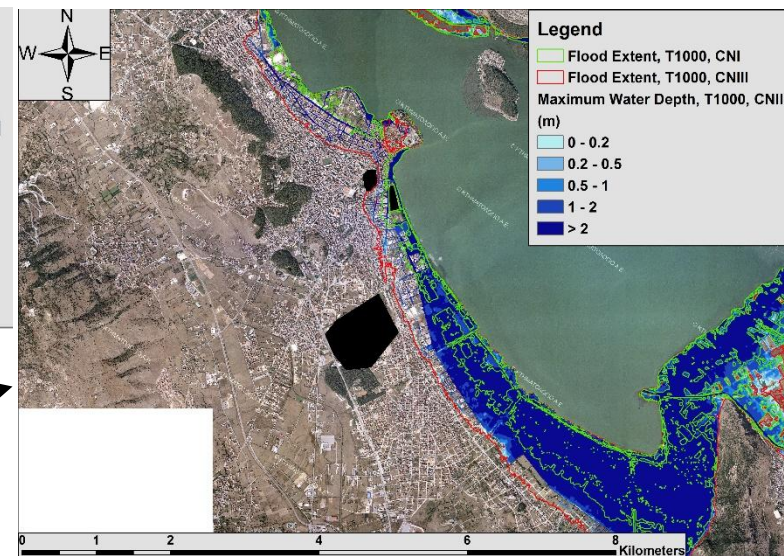 N
W E
S
Legend
Flood Extent, T1000, CNI
Flood Extent, T1000, CNIII
Maximum Water Depth, T1000, CNII
(m)
0 - 0.2
0.2 - 0.5
0.5 - 1
1 - 2
> 2
0 1 2 4 6 8
Kilometers